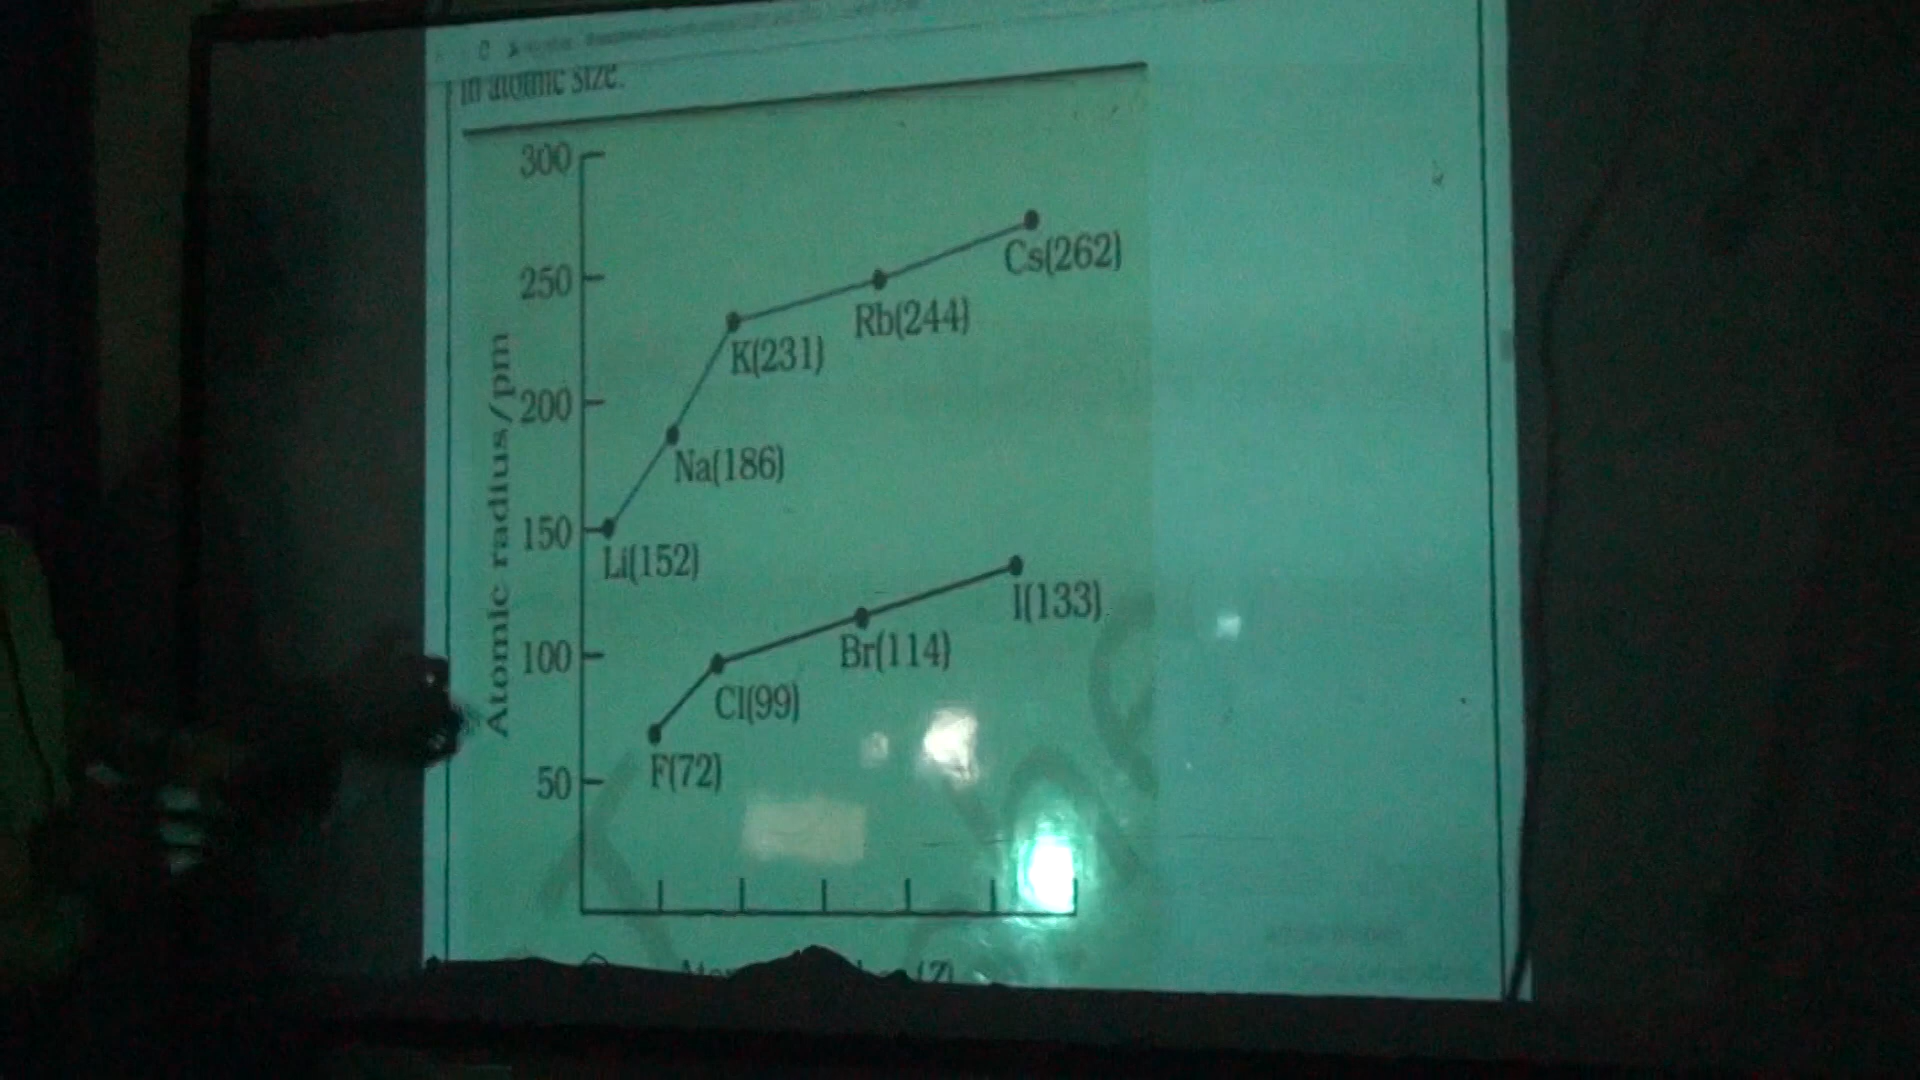 in atomic size.
300
250
200
150
100
50
Atomic radius/pm
Cs(262)
Rb(244)
K(231)
Na(186)
Li(152)
I(133)
Br(114)
Cl(99)
F(72)
(Z)